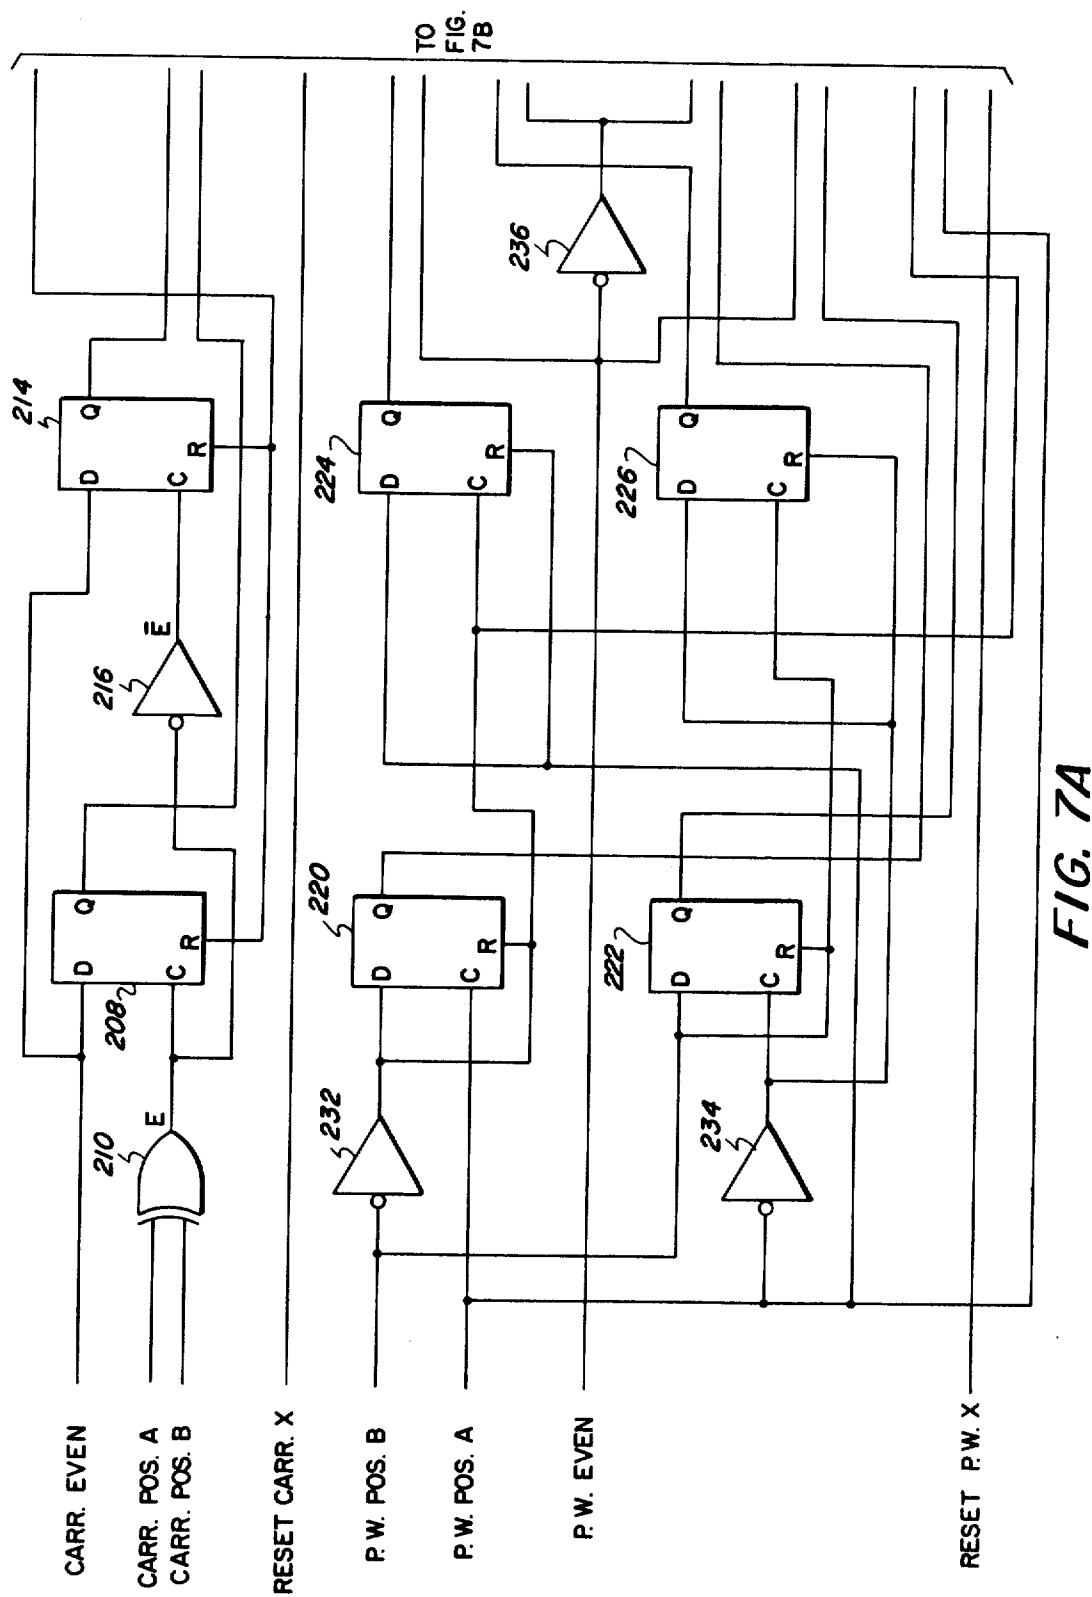 CARR. EVEN
CARR. POS. A
CARR. POS. B
RESET CARR. X
P.W. POS. B
P.W. POS. A
P.W. EVEN
RESET P.W. X
210
E
D
Q
208
C
R
216
E̅
214
D
Q
C
R
232
220
D
Q
C
R
224
D
Q
C
R
236
234
222
D
Q
C
R
226
D
Q
C
R
TO
FIG.
7B
FIG. 7A